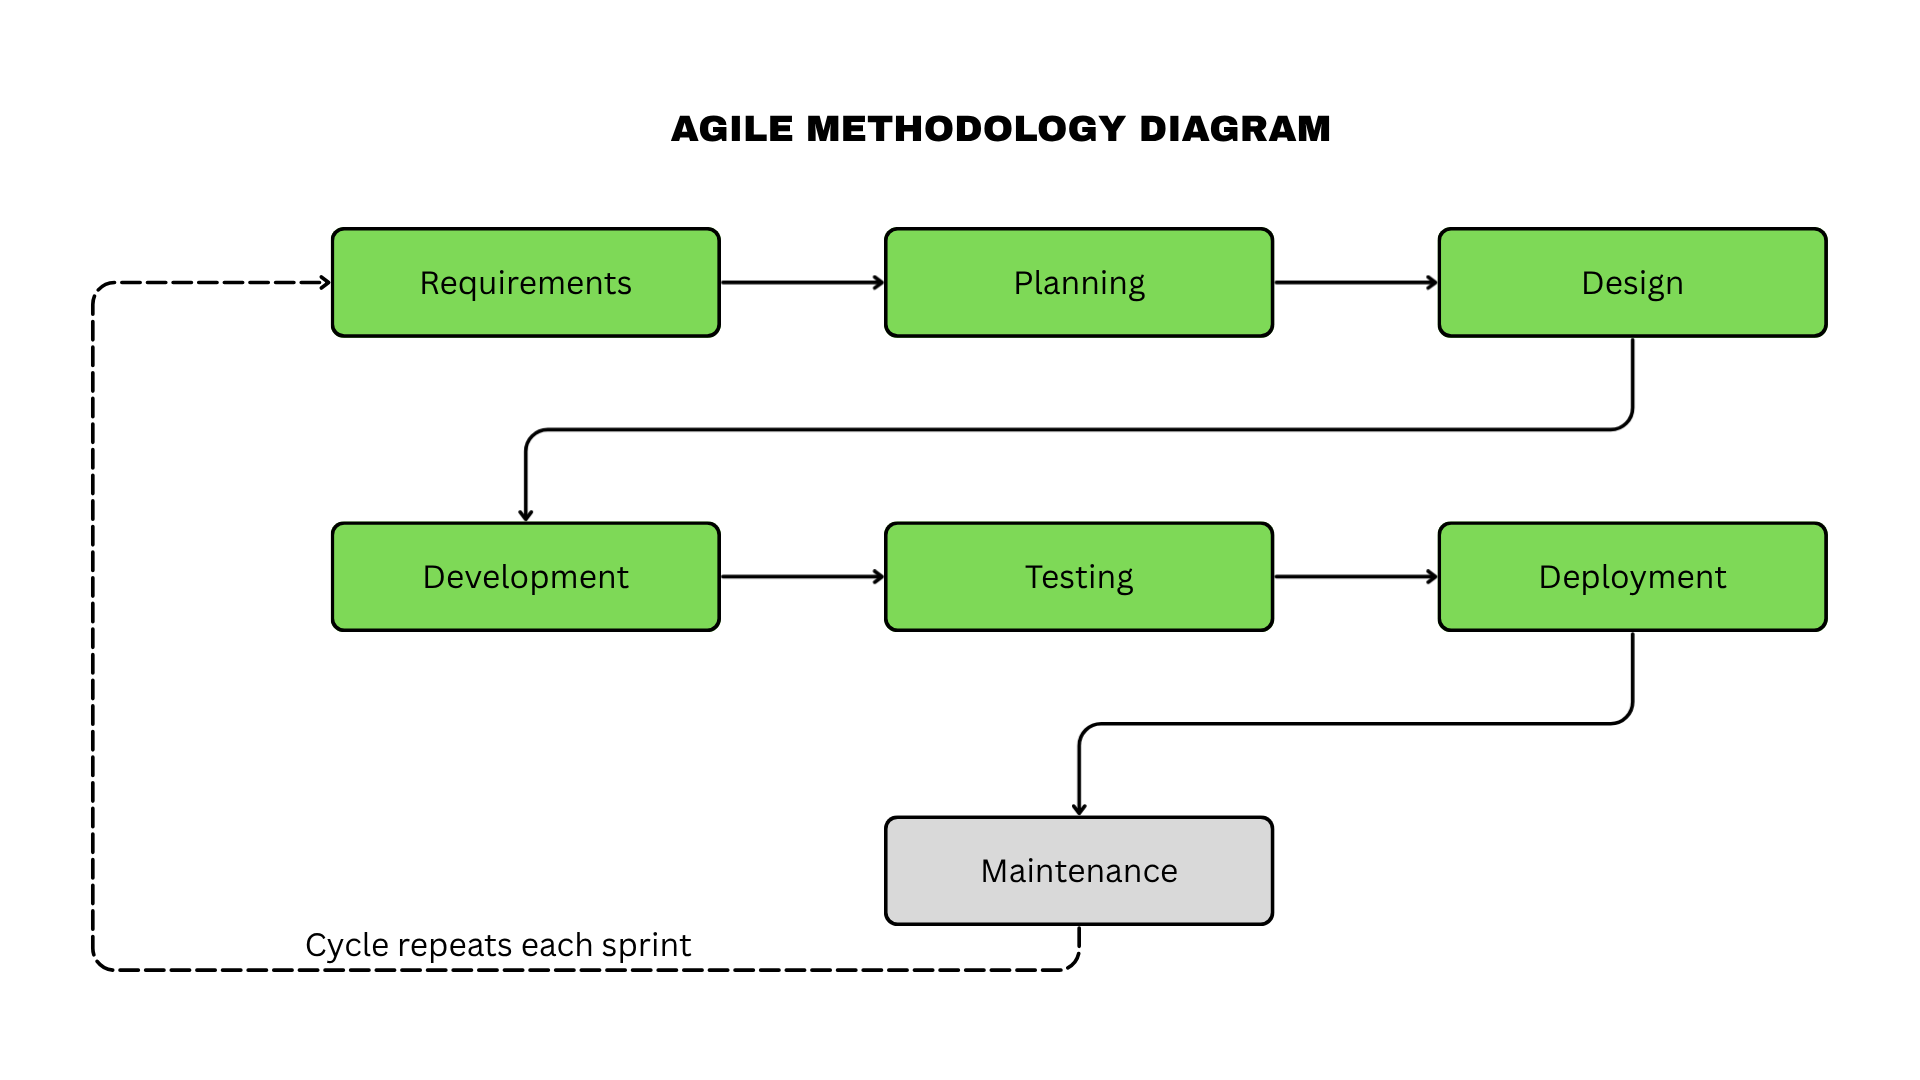 AGILE METHODOLOGY DIAGRAM
Requirements
Planning
Design
Development
Testing
Deployment
Maintenance
Cycle repeats each sprint